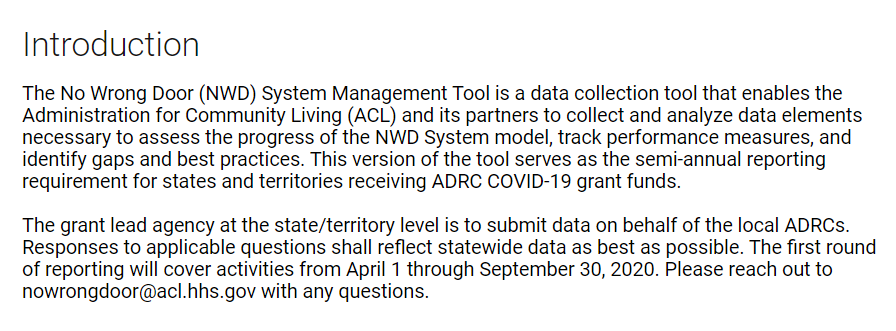 Introduction
The No Wrong Door (NWD) System Management Tool is a data collection tool that enables the
Administration for Community Living (ACL) and its partners to collect and analyze data elements
necessary to assess the progress of the NWD System model, track performance measures, and
identify gaps and best practices. This version of the tool serves as the semi-annual reporting
requirement for states and territories receiving ADRC COVID-19 grant funds.
The grant lead agency at the state/territory level is to submit data on behalf of the local ADRCs.
Responses to applicable questions shall reflect statewide data as best as possible. The first round
of reporting will cover activities from April 1 through September 30, 2020. Please reach out to
nowrongdoor@acl.hhs.gov with any questions.